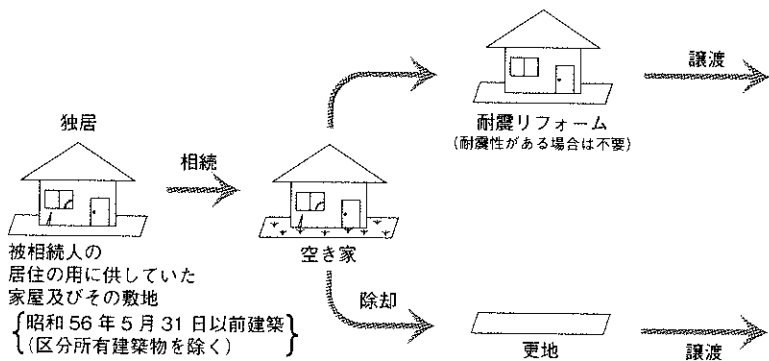 独居
被相続人の
居住の用に供していた
家屋及びその敷地
昭和56年5月31日以前建築
(区分所有建築物を除く)
相続
空き家
耐震リフォーム
(耐震性がある場合は不要)
譲渡
除却
更地
譲渡